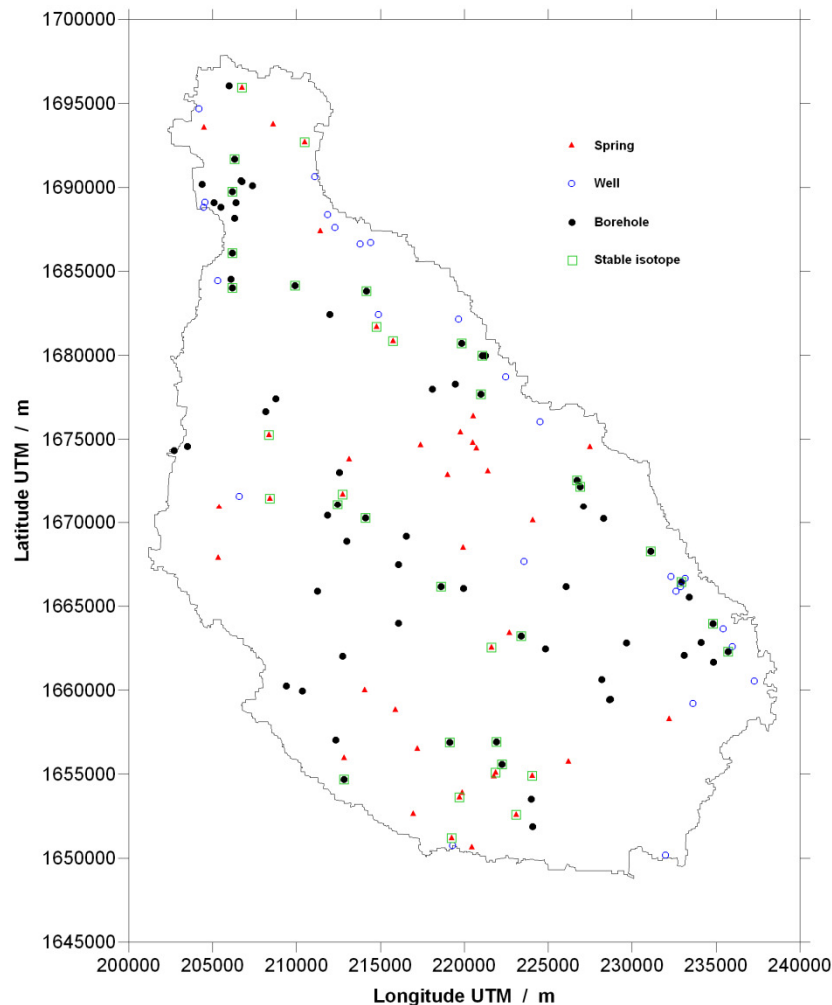 1700000
1695000
1690000
1685000
1680000
1675000
1670000
1665000
1660000
1655000
1650000
1645000
Latitude UTM / m
Spring
Well
Borehole
Stable isotope
200000 205000 210000 215000 220000 225000 230000 235000 240000
Longitude UTM / m